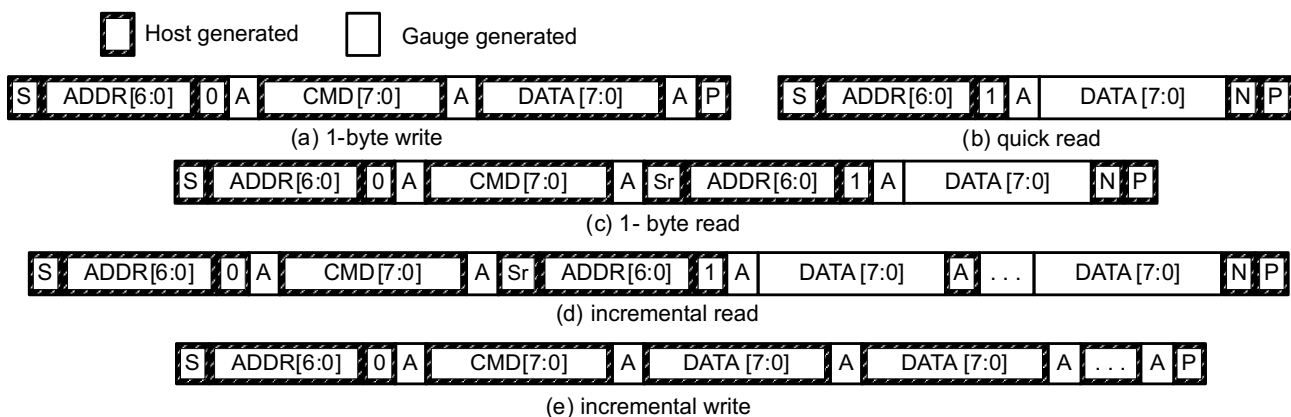 Host generated Gauge generated
S ADDR[6:0] 0 A CMD[7:0] A DATA[7:0] A P S ADDR[6:0] 1 A DATA[7:0] N P
(a) 1-byte write (b) quick read
S ADDR[6:0] 0 A CMD[7:0] A Sr ADDR[6:0] 1 A DATA[7:0] N P
(c) 1- byte read
S ADDR[6:0] 0 A CMD[7:0] A Sr ADDR[6:0] 1 A DATA[7:0] A . . . DATA[7:0] N P
(d) incremental read
S ADDR[6:0] 0 A CMD[7:0] A DATA[7:0] A DATA[7:0] A . . . A P
(e) incremental write